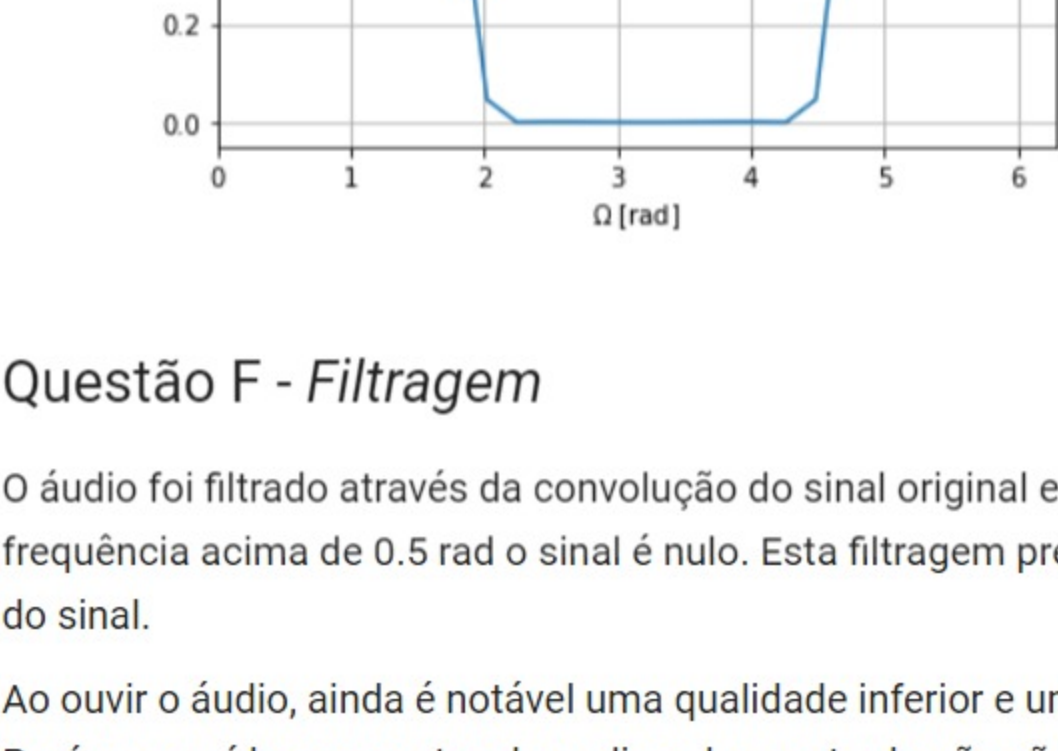 0.2
0.0
0 1 2 3 4 5 6
Ω [rad]
Questão F - Filtragem
O áudio foi filtrado através da convolução do sinal original e
frequência acima de 0.5 rad o sinal é nulo. Esta filtragem pr
do sinal.
Ao ouvir o áudio, ainda é notável uma qualidade inferior e